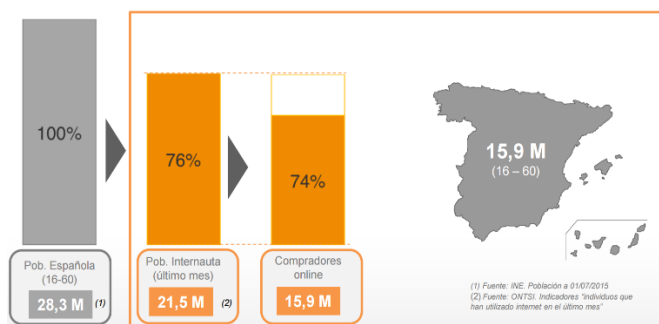 100%
76%
74%
15,9 M
(16 – 60)
Pob. Española
(16-60)
28,3 M (1)
Pob. Internauta
(último mes)
21,5 M (2)
Compradores
online
15,9 M
(1) Fuente: INE. Población a 01/07/2015
(2) Fuente: ONTSI. Indicadores "individuos que
han utilizado internet en el último mes"